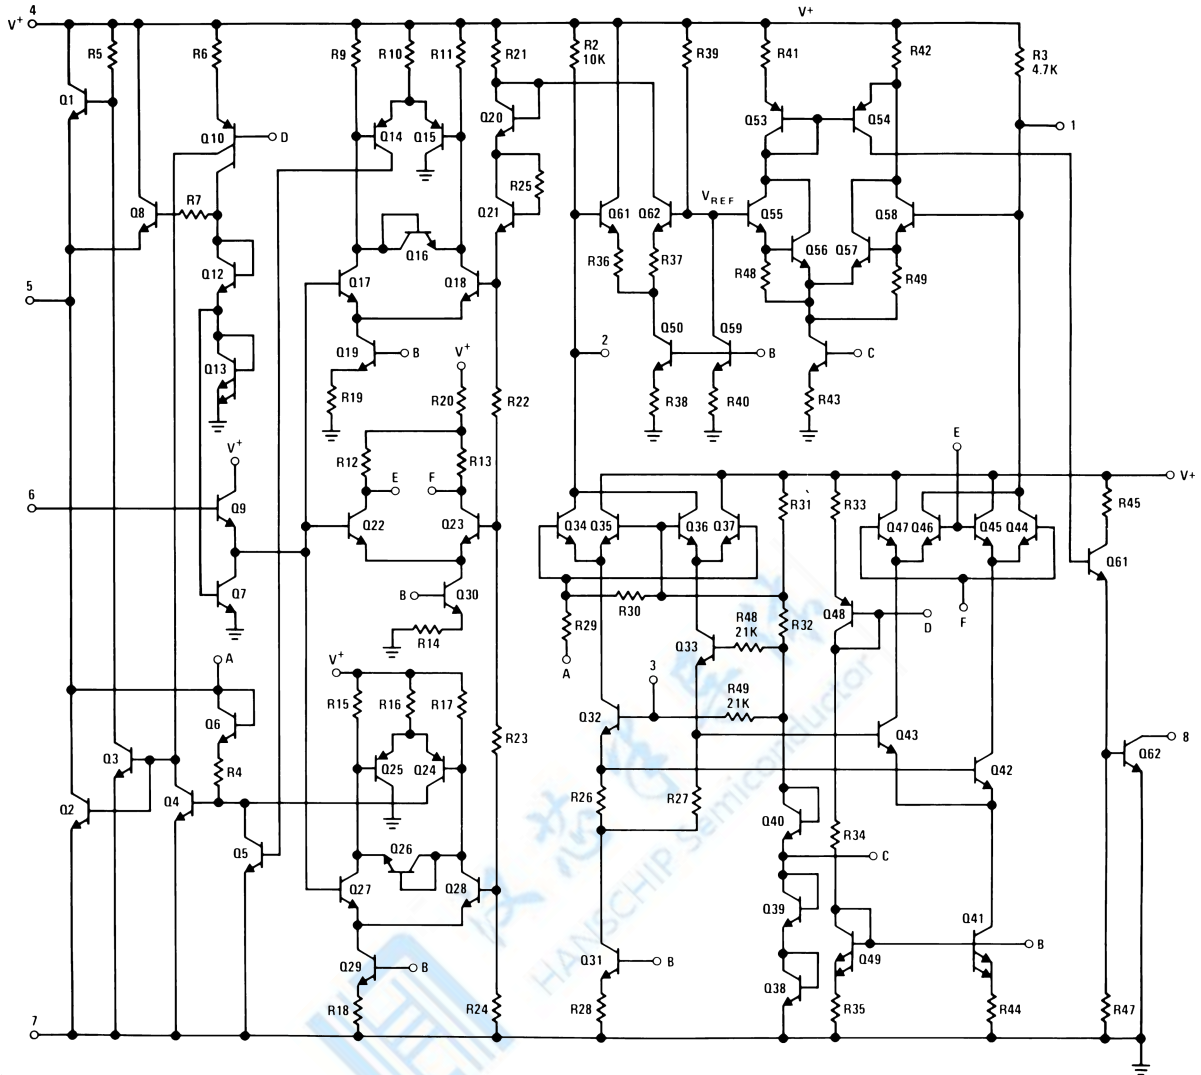 4
V+
V+
R5
R6
R9
R10
R11
R21
R2
10K
R39
R41
R42
R3
4.7K
Q1
Q10
D
Q14
Q15
Q20
Q53
Q54
1
R7
Q8
R25
Q21
Q61
Q62
VREF
Q55
Q58
Q16
Q12
Q17
Q18
R36
R37
R48
Q56
Q57
R49
5
Q19
B
Q50
Q59
B
C
2
Q13
V+
R19
R20
R22
R38
R40
R43
V+
R12
R13
E
V+
6
E
F
R31
R33
R45
Q9
Q22
Q23
Q34
Q35
Q36
Q37
Q47
Q46
Q45
Q44
Q61
Q7
B
Q30
R30
R29
R48
21K
R32
Q48
D
F
R14
Q33
A
A
V+
3
R49
21K
R15
R16
R17
Q32
Q43
Q6
R23
Q3
R4
Q25
Q24
Q42
8
Q62
Q2
Q4
R26
R27
Q40
R34
Q5
Q26
C
Q27
Q28
Q39
Q41
Q29
B
Q31
B
Q49
B
Q38
R18
R24
R28
R35
R44
R47
7
HANSCHIP Semiconductor